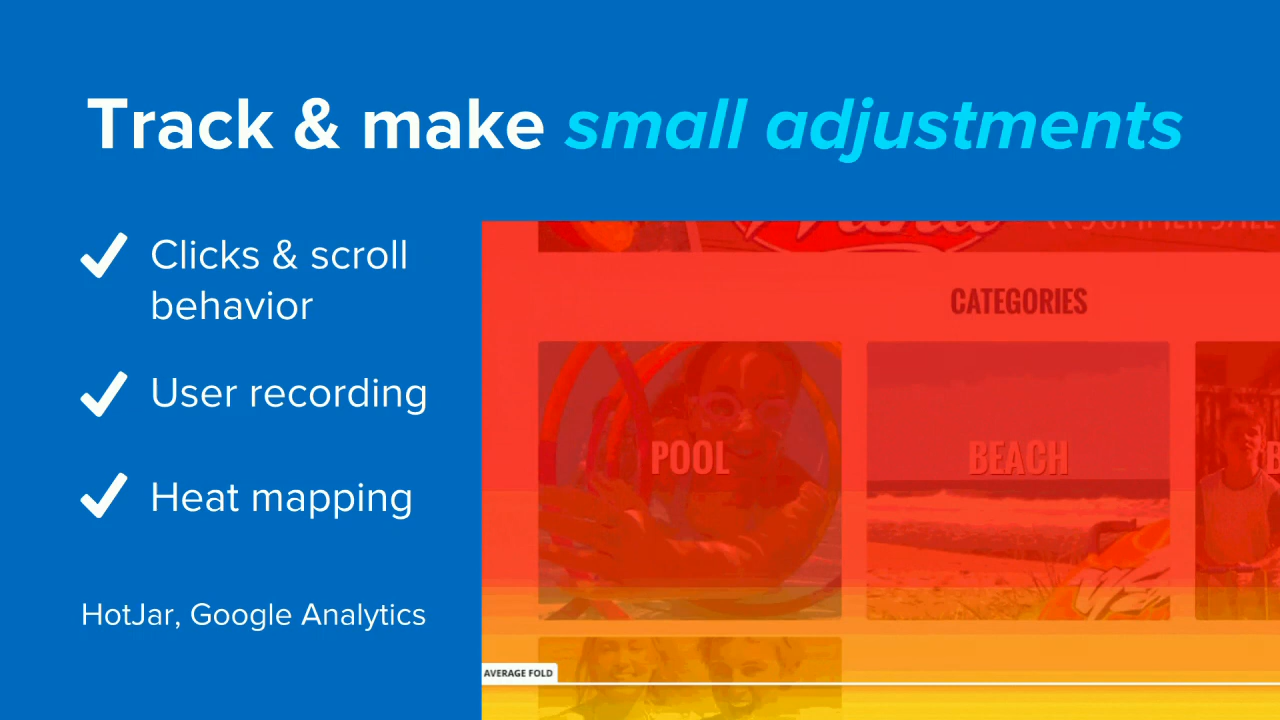 Track & make small adjustments
Clicks & scroll
behavior
User recording
Heat mapping
HotJar, Google Analytics
CATEGORIES
POOL
BEACH
AVERAGE FOLD